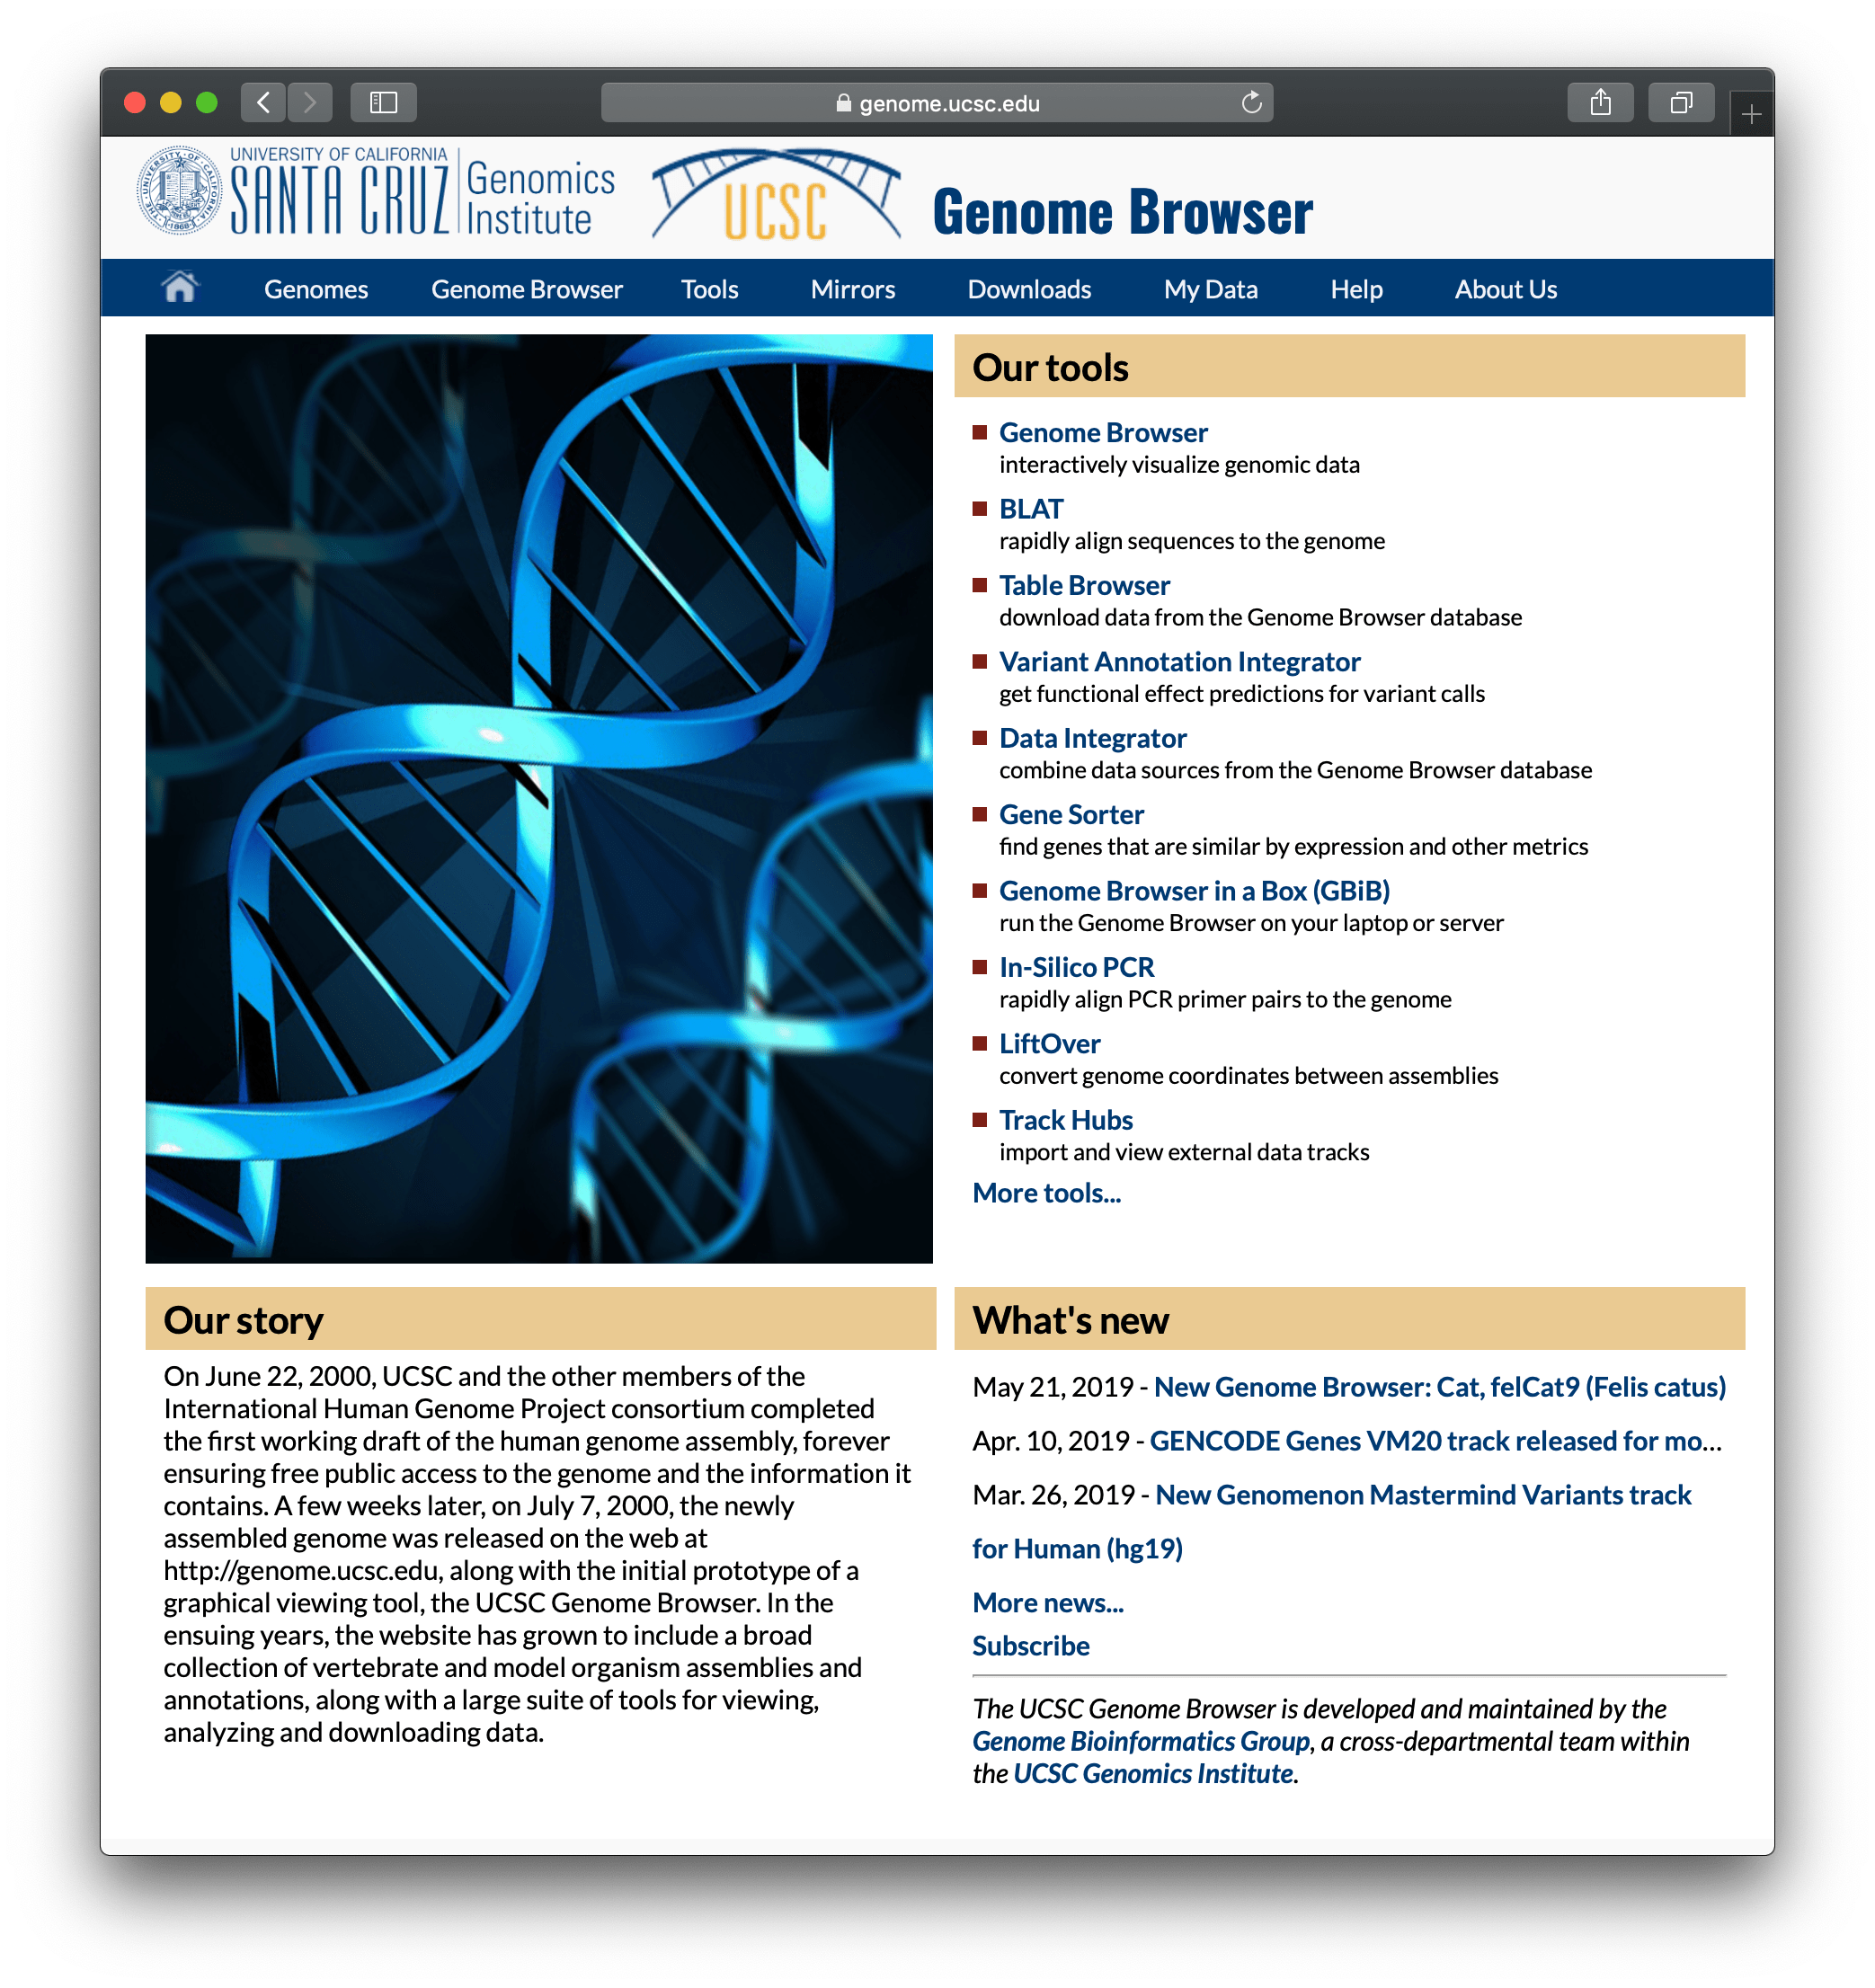 genome.ucsc.edu
UNIVERSITY OF CALIFORNIA
SANTA CRUZ
Genomics
Institute
UCSC
Genome Browser
Genomes Genome Browser Tools Mirrors Downloads My Data Help About Us
Our tools
Genome Browser
interactively visualize genomic data
BLAT
rapidly align sequences to the genome
Table Browser
download data from the Genome Browser database
Variant Annotation Integrator
get functional effect predictions for variant calls
Data Integrator
combine data sources from the Genome Browser database
Gene Sorter
find genes that are similar by expression and other metrics
Genome Browser in a Box (GBiB)
run the Genome Browser on your laptop or server
In-Silico PCR
rapidly align PCR primer pairs to the genome
LiftOver
convert genome coordinates between assemblies
Track Hubs
import and view external data tracks
More tools...
Our story
On June 22, 2000, UCSC and the other members of the
International Human Genome Project consortium completed
the first working draft of the human genome assembly, forever
ensuring free public access to the genome and the information it
contains. A few weeks later, on July 7, 2000, the newly
assembled genome was released on the web at
http://genome.ucsc.edu, along with the initial prototype of a
graphical viewing tool, the UCSC Genome Browser. In the
ensuing years, the website has grown to include a broad
collection of vertebrate and model organism assemblies and
annotations, along with a large suite of tools for viewing,
analyzing and downloading data.
What's new
May 21, 2019 - New Genome Browser: Cat, felCat9 (Felis catus)
Apr. 10, 2019 - GENCODE Genes VM20 track released for mo...
Mar. 26, 2019 - New Genomenon Mastermind Variants track
for Human (hg19)
More news...
Subscribe
The UCSC Genome Browser is developed and maintained by the
Genome Bioinformatics Group, a cross-departmental team within
the UCSC Genomics Institute.